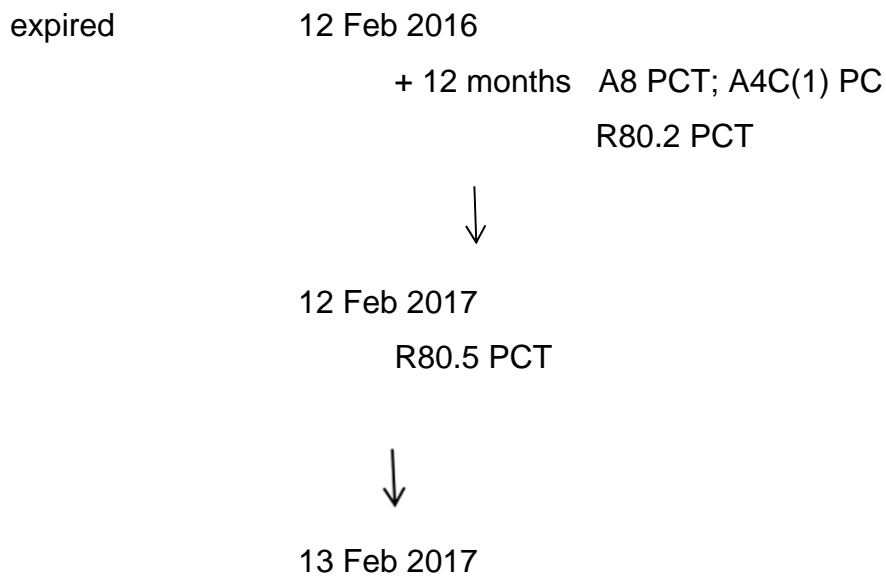 expired 12 Feb 2016
+ 12 months A8 PCT; A4C(1) PC
R80.2 PCT
12 Feb 2017
R80.5 PCT
13 Feb 2017